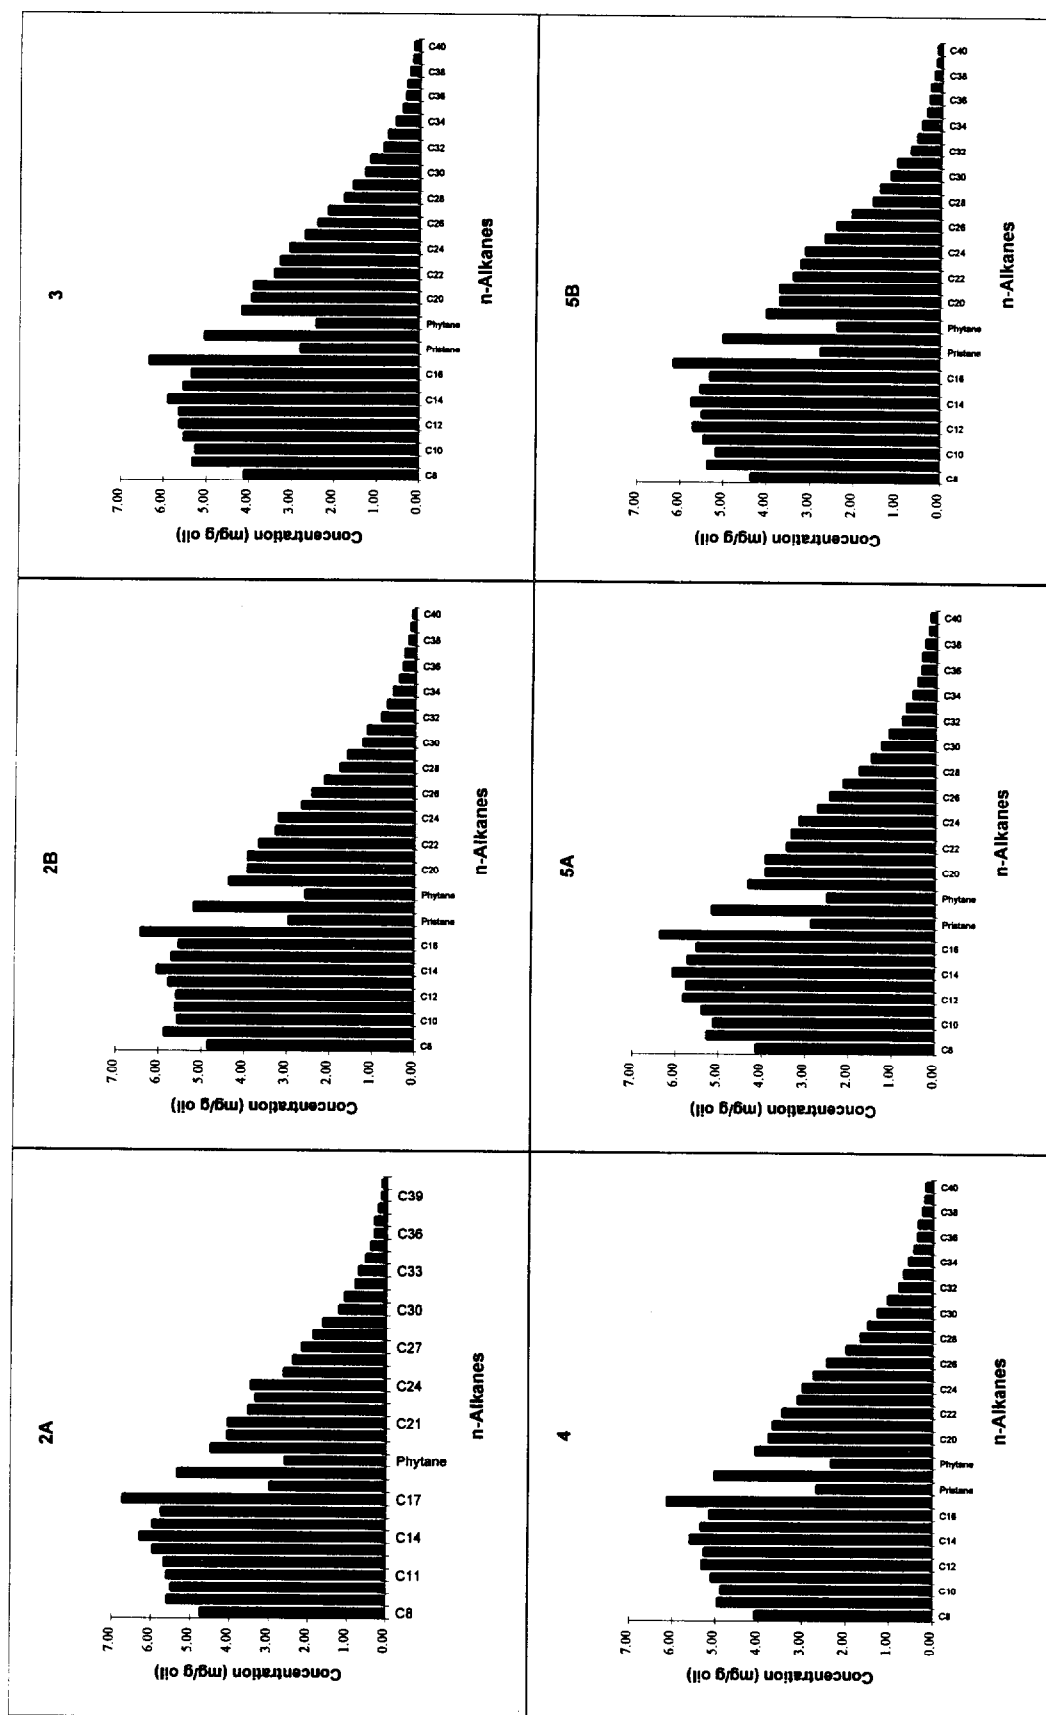 2A
Concentration (mg/g oil)
7.00
6.00
5.00
4.00
3.00
2.00
1.00
0.00
C8 C11 C14 C17 Phytane C21 C24 C27 C30 C33 C36 C39
n-Alkanes
2B
Concentration (mg/g oil)
7.00
6.00
5.00
4.00
3.00
2.00
1.00
0.00
C8 C10 C12 C14 C16 Pristane Phytane C20 C22 C24 C26 C28 C30 C32 C34 C36 C38 C40
n-Alkanes
3
Concentration (mg/g oil)
7.00
6.00
5.00
4.00
3.00
2.00
1.00
0.00
C8 C10 C12 C14 C16 Pristane Phytane C20 C22 C24 C26 C28 C30 C32 C34 C36 C38 C40
n-Alkanes
4
Concentration (mg/g oil)
7.00
6.00
5.00
4.00
3.00
2.00
1.00
0.00
C8 C10 C12 C14 C16 Pristane Phytane C20 C22 C24 C26 C28 C30 C32 C34 C36 C38 C40
n-Alkanes
5A
Concentration (mg/g oil)
7.00
6.00
5.00
4.00
3.00
2.00
1.00
0.00
C8 C10 C12 C14 C16 Pristane Phytane C20 C22 C24 C26 C28 C30 C32 C34 C36 C38 C40
n-Alkanes
5B
Concentration (mg/g oil)
7.00
6.00
5.00
4.00
3.00
2.00
1.00
0.00
C8 C10 C12 C14 C16 Pristane Phytane C20 C22 C24 C26 C28 C30 C32 C34 C36 C38 C40
n-Alkanes